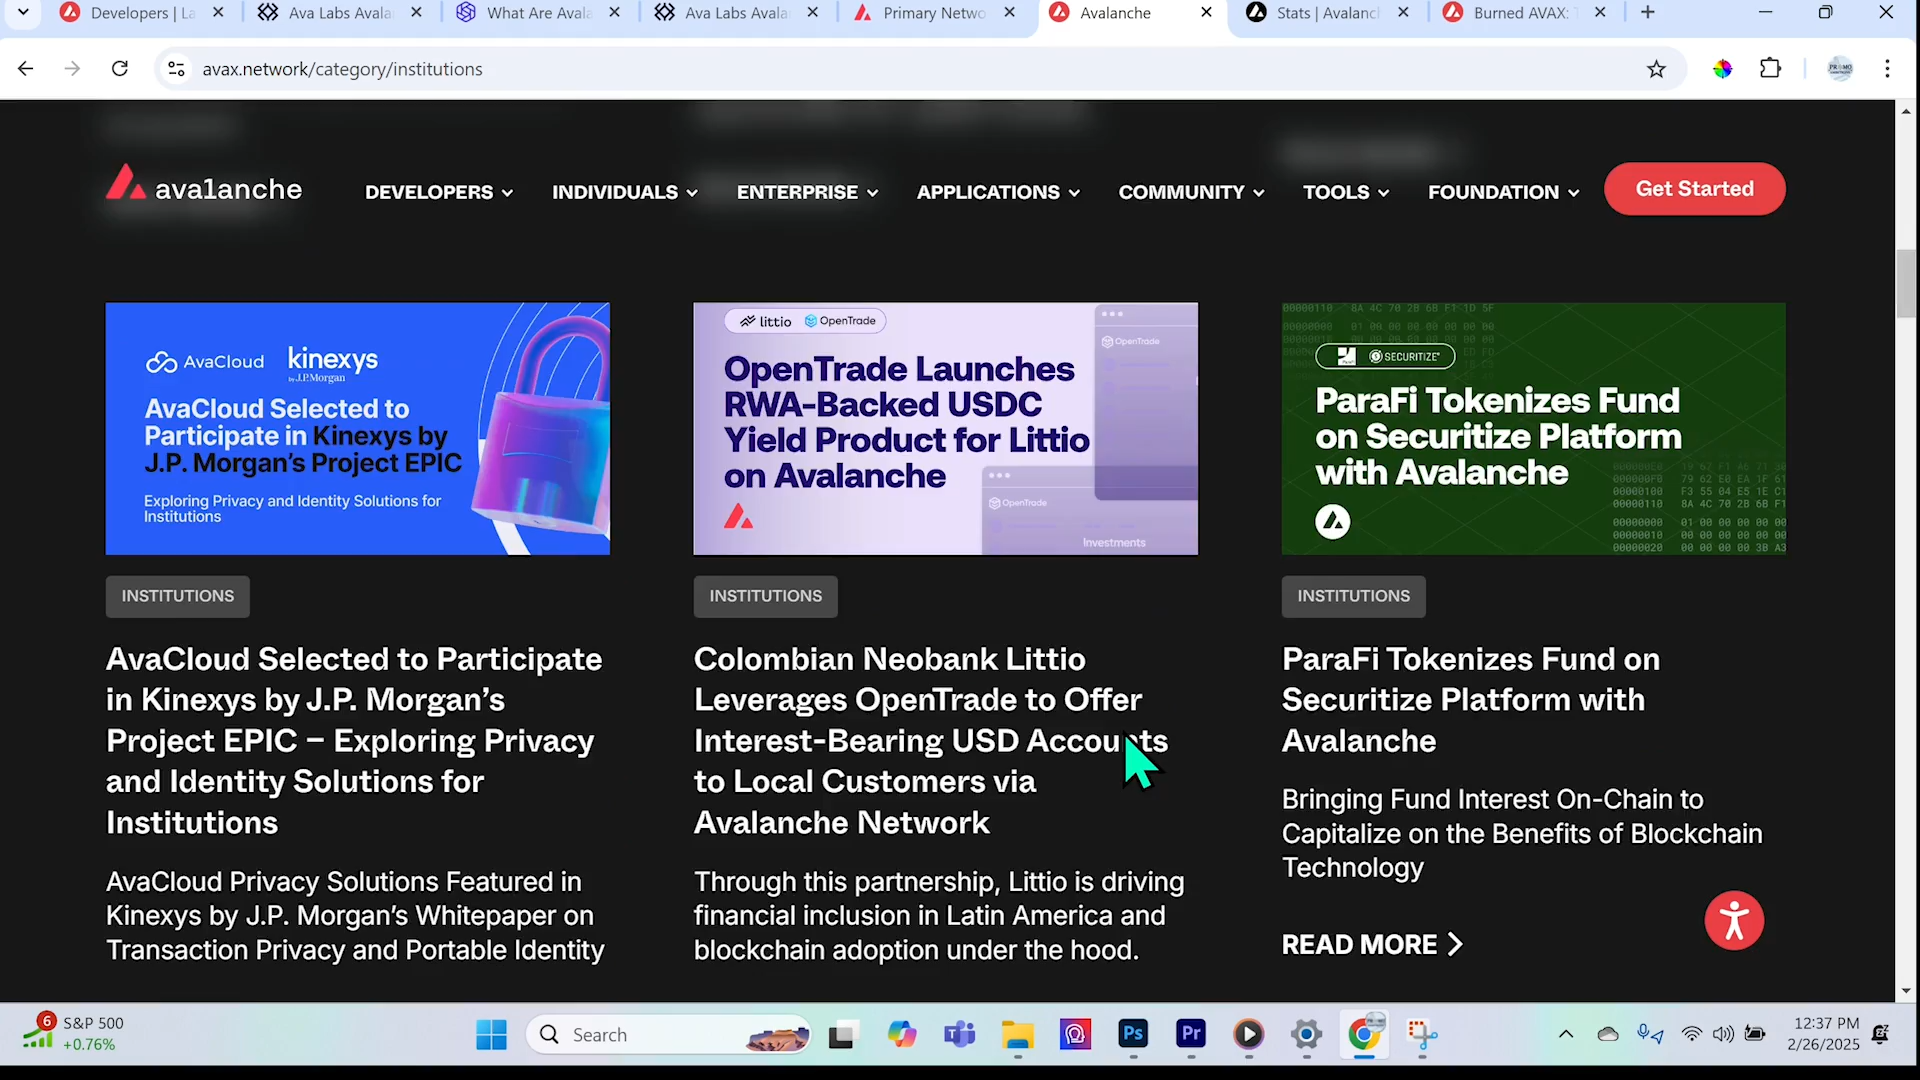 Developers | La
Ava Labs Avala
What Are Avala
Ava Labs Avala
Primary Netwo
Avalanche
Stats | Avalanc
Burned AVAX: T
avax.network/category/institutions
avalanche
DEVELOPERS
INDIVIDUALS
ENTERPRISE
APPLICATIONS
COMMUNITY
TOOLS
FOUNDATION
Get Started
AvaCloud
kinexys
by J.P.Morgan
AvaCloud Selected to
Participate in Kinexys by
J.P. Morgan's Project EPIC
Exploring Privacy and Identity Solutions for
Institutions
littio
OpenTrade
OpenTrade Launches
RWA-Backed USDC
Yield Product for Littio
on Avalanche
OpenTrade
OpenTrade
Investments
SECURITIZE
ParaFi Tokenizes Fund
on Securitize Platform
with Avalanche
INSTITUTIONS
AvaCloud Selected to Participate
in Kinexys by J.P. Morgan's
Project EPIC – Exploring Privacy
and Identity Solutions for
Institutions
AvaCloud Privacy Solutions Featured in
Kinexys by J.P. Morgan's Whitepaper on
Transaction Privacy and Portable Identity
INSTITUTIONS
Colombian Neobank Littio
Leverages OpenTrade to Offer
Interest-Bearing USD Accounts
to Local Customers via
Avalanche Network
Through this partnership, Littio is driving
financial inclusion in Latin America and
blockchain adoption under the hood.
INSTITUTIONS
ParaFi Tokenizes Fund on
Securitize Platform with
Avalanche
Bringing Fund Interest On-Chain to
Capitalize on the Benefits of Blockchain
Technology
READ MORE
6
S&P 500
+0.76%
Search
Ps
Pr
12:37 PM
2/26/2025